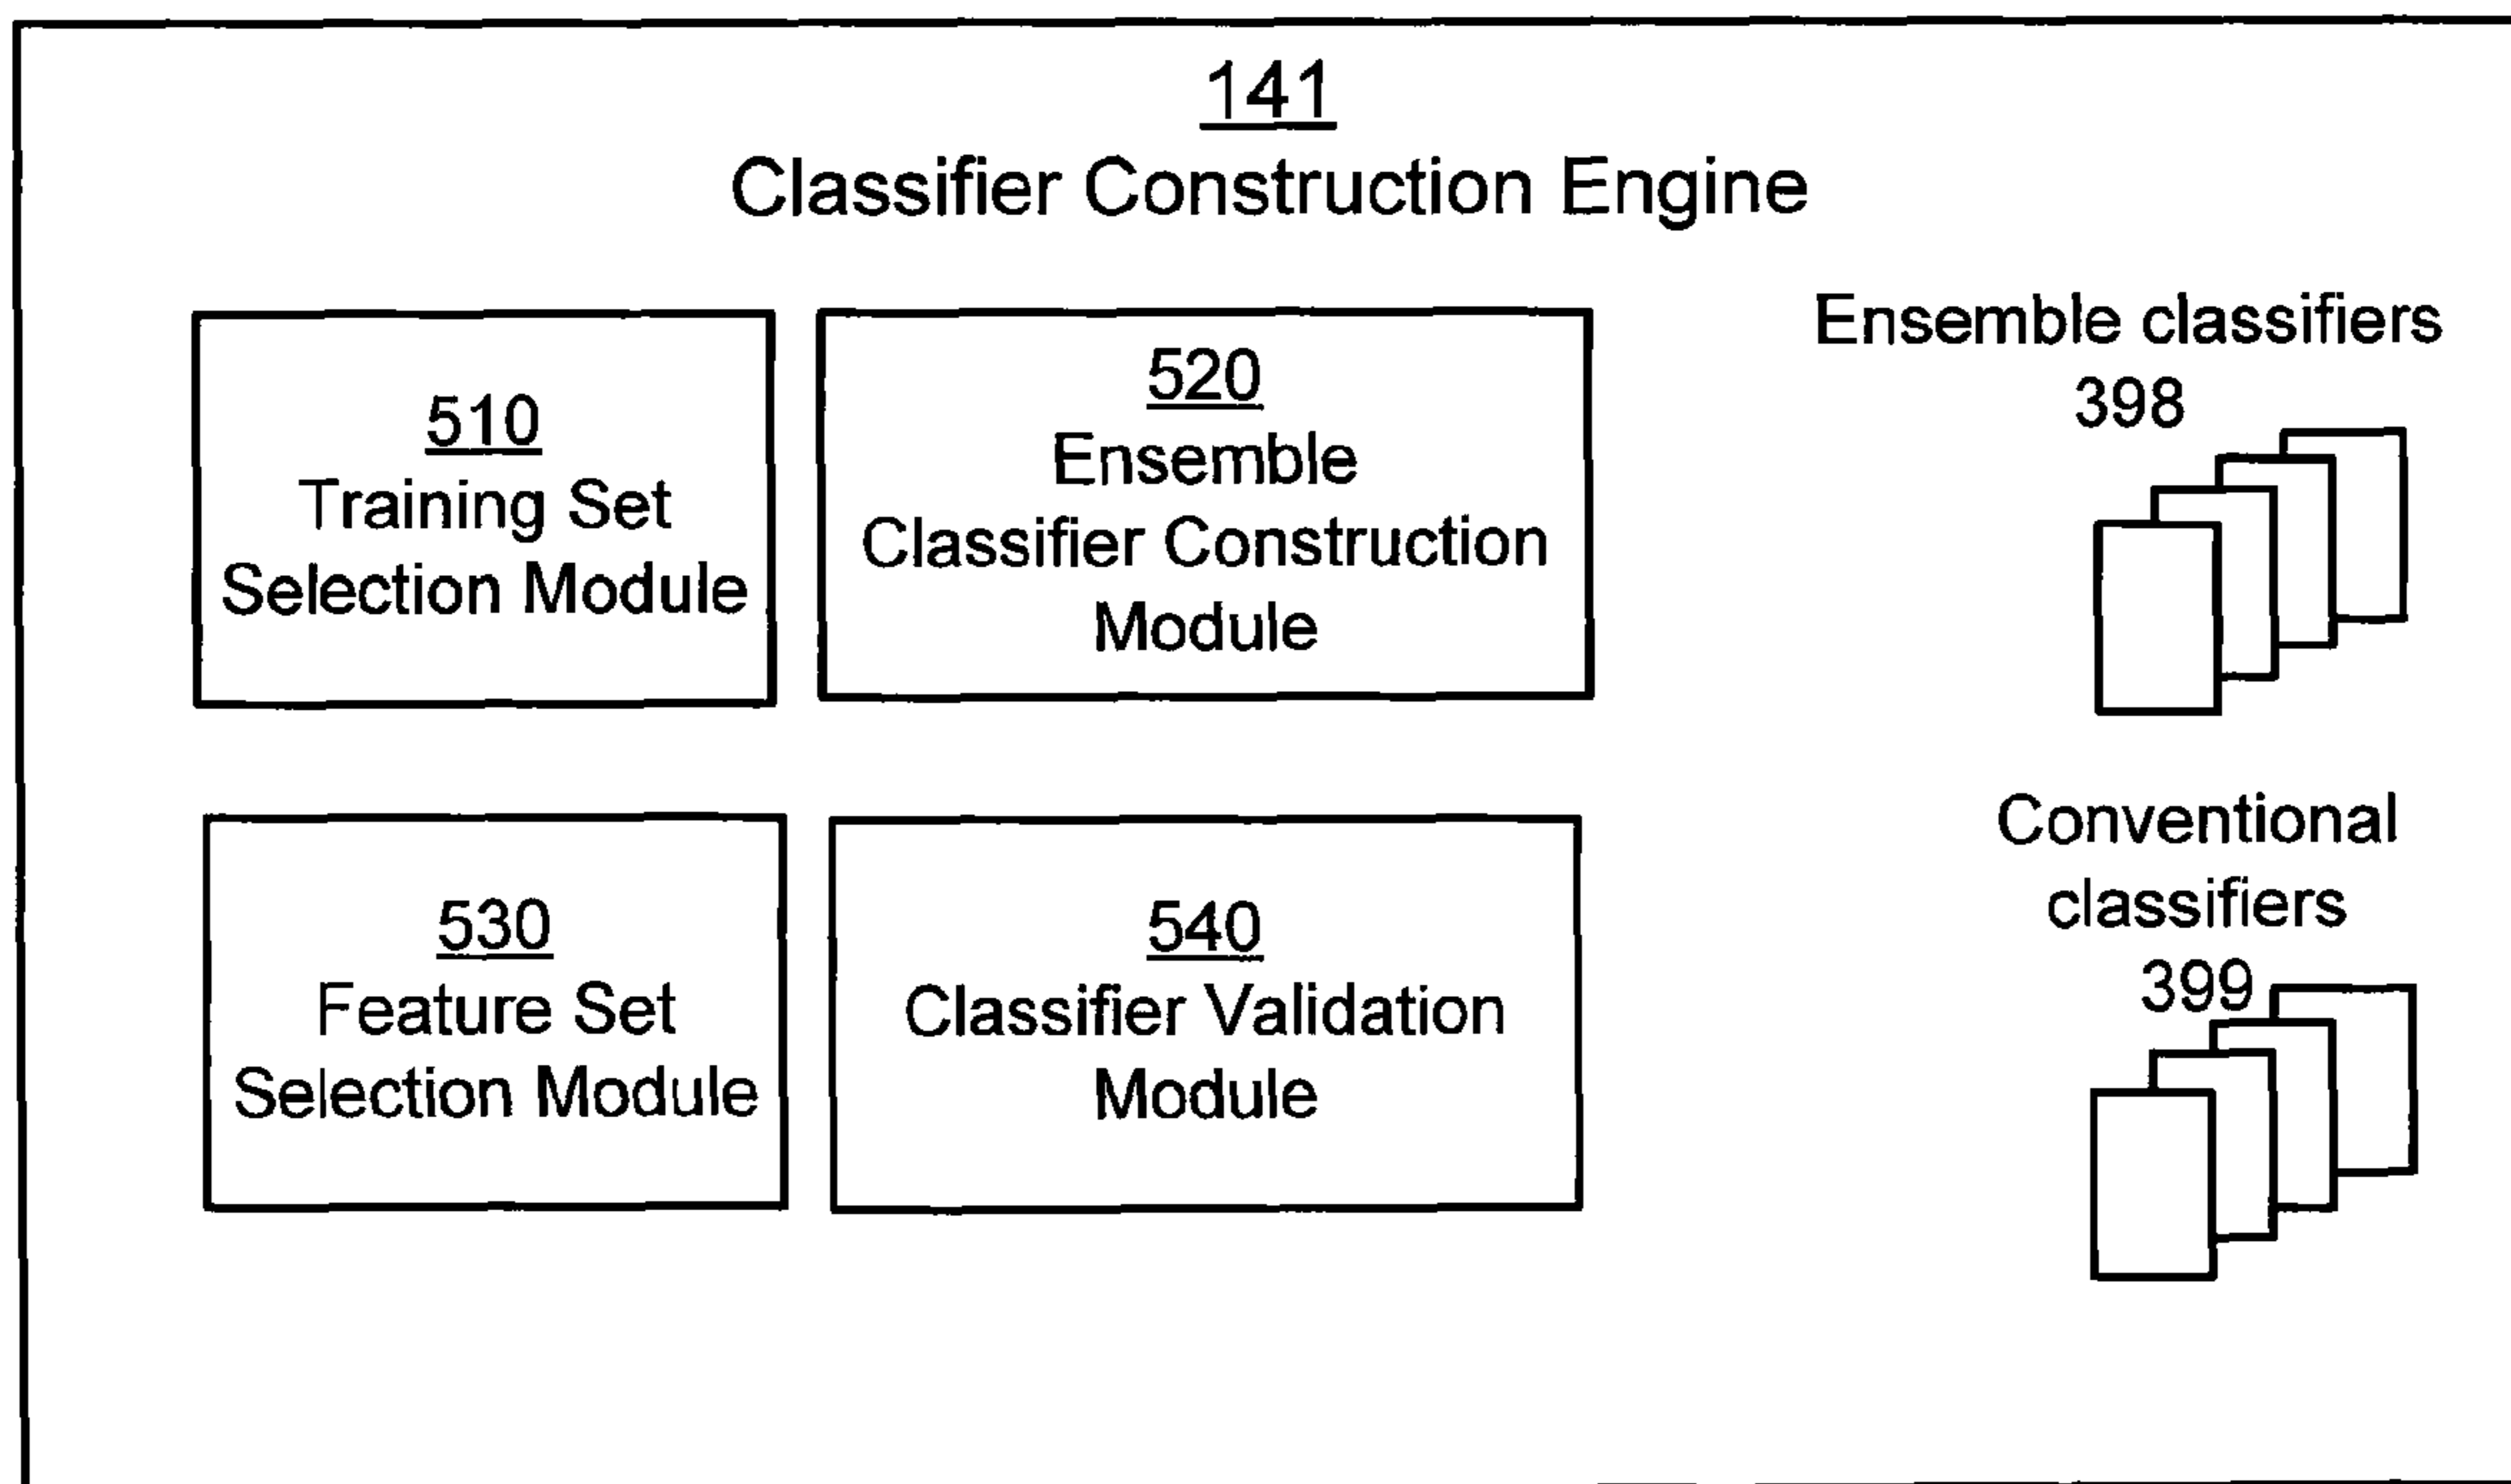 141
Classifier Construction Engine
510
Training Set
Selection Module
520
Ensemble
Classifier Construction
Module
Ensemble classifiers
398
530
Feature Set
Selection Module
540
Classifier Validation
Module
Conventional
classifiers
399